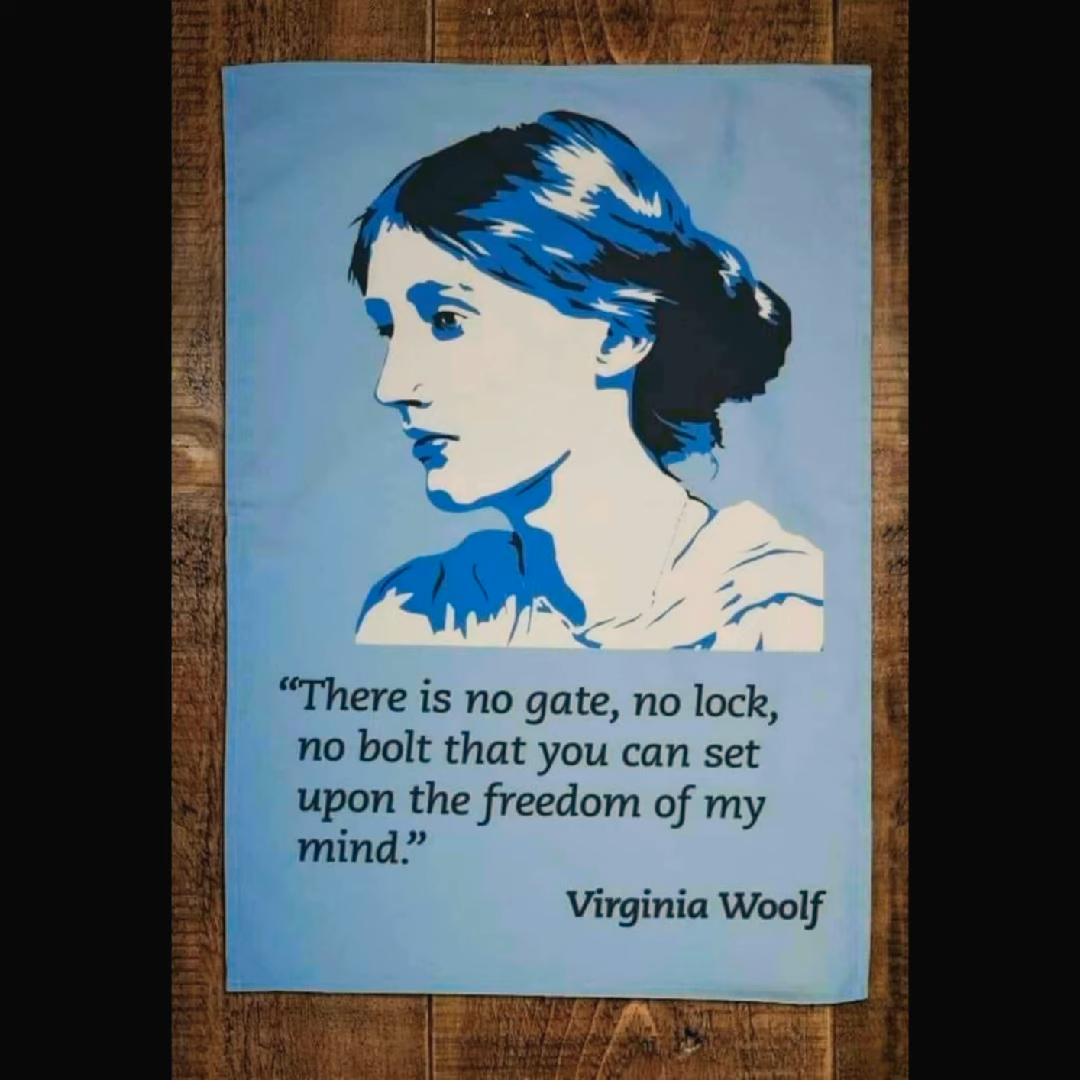 “There is no gate, no lock,
no bolt that you can set
upon the freedom of my
mind.”
Virginia Woolf